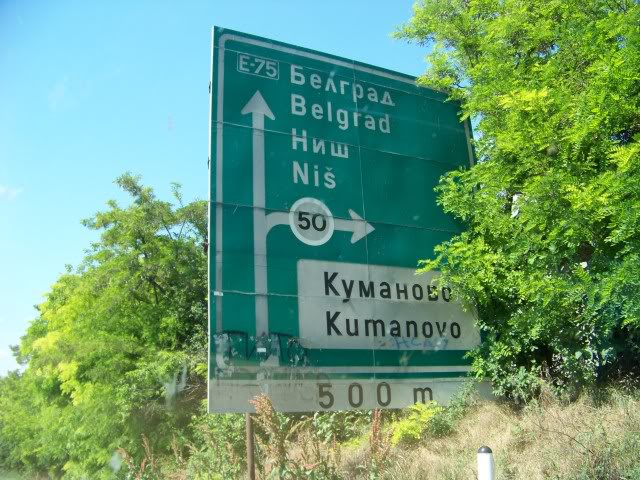 E-75
Белград
Belgrad
Ниш
Niš
50
Куманово
Kumanovo
500 m